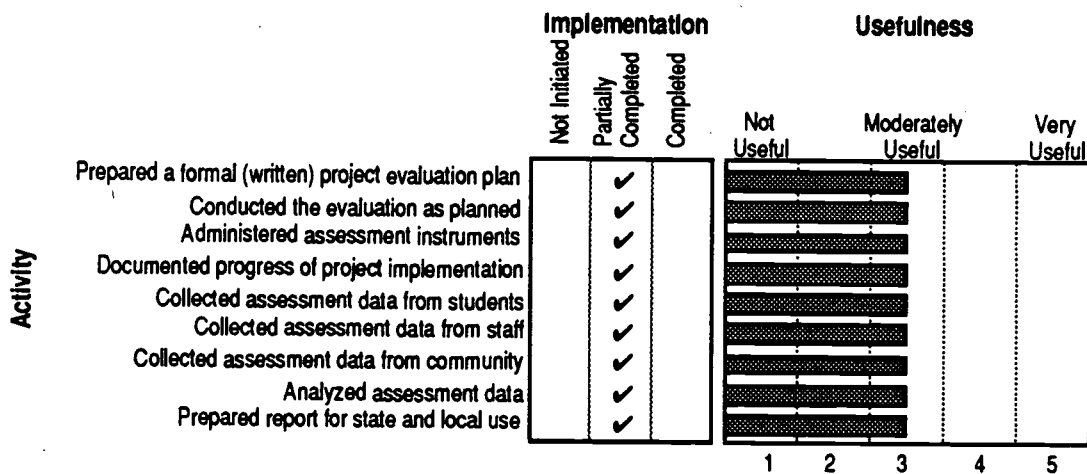 Implementation
Usefulness
Not Initiated
Partially
Completed
Completed
Not
Useful
Moderately
Useful
Very
Useful
Activity
Prepared a formal (written) project evaluation plan ✔
Conducted the evaluation as planned ✔
Administered assessment instruments ✔
Documented progress of project implementation ✔
Collected assessment data from students ✔
Collected assessment data from staff ✔
Collected assessment data from community ✔
Analyzed assessment data ✔
Prepared report for state and local use ✔
1 2 3 4 5